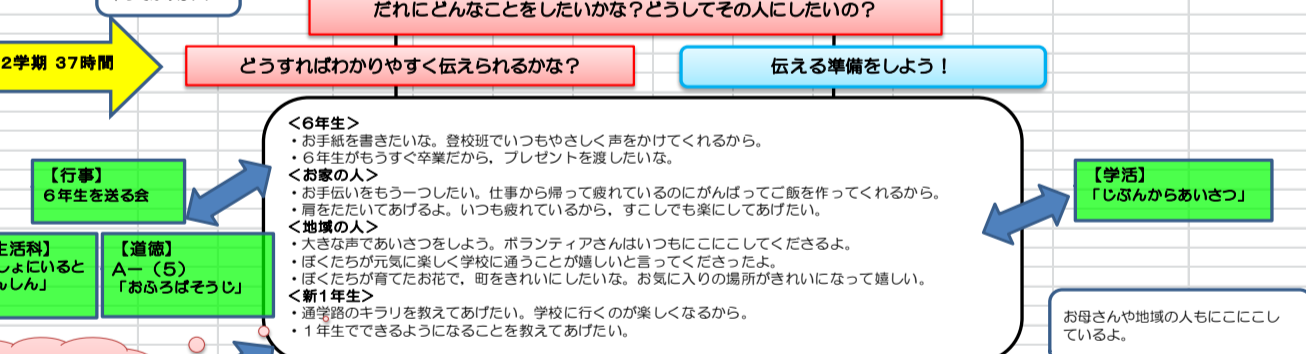 だれにどんなことをしたいかな？どうしてその人にしたいの？
2学期 37時間
どうすればわかりやすく伝えられるかな？
伝える準備をしよう！
＜６年生＞
・お手紙を書きたいな。登校班でいつもやさしく声をかけてくれるから。
・６年生がもうすぐ卒業だから，プレゼントを渡したいな。
＜お家の人＞
・お手伝いをもう一つしたい。仕事から帰って疲れているのにがんばってご飯を作ってくれるから。
・肩をたたいてあげるよ。いつも疲れているから，すこしでも楽にしてあげたい。
＜地域の人＞
・大きな声であいさつをしよう。ボランティアさんはいつもにこにこしてくださるよ。
・ぼくたちが元気に楽しく学校に通うことが嬉しいと言ってくださったよ。
・ぼくたちが育てたお花で，町をきれいにしたいな。お気に入りの場所がきれいになって嬉しい。
＜新１年生＞
・通学路のキラリを教えてあげたい。学校に行くのが楽しくなるから。
・１年生でできるようになることを教えてあげたい。
【行事】
６年生を送る会
生活科】
しょにいると
んしん」
【道徳】
A－（５）
「おふろばそうじ」
【学活】
「じぶんからあいさつ」
お母さんや地域の人もにこにこし
ているよ。